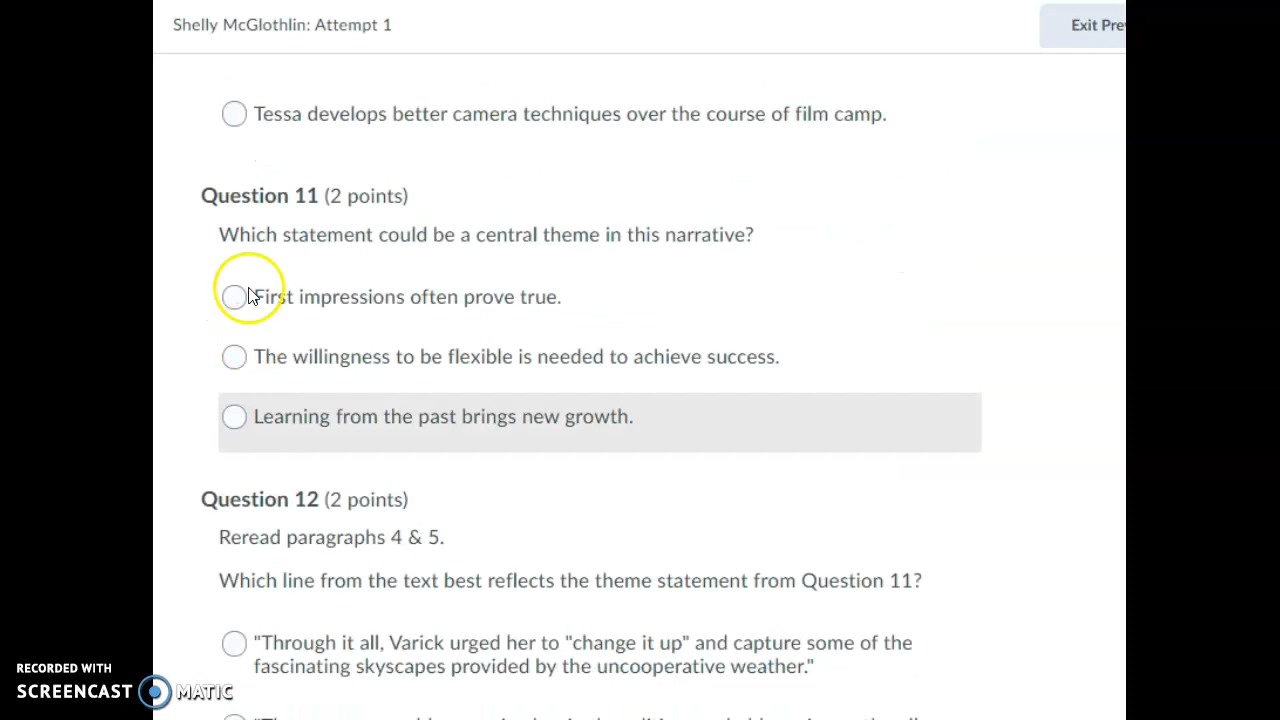 Shelly McGlothlin: Attempt 1
Exit Pre
Tessa develops better camera techniques over the course of film camp.
Question 11 (2 points)
Which statement could be a central theme in this narrative?
First impressions often prove true.
The willingness to be flexible is needed to achieve success.
Learning from the past brings new growth.
Question 12 (2 points)
Reread paragraphs 4 & 5.
Which line from the text best reflects the theme statement from Question 11?
"Through it all, Varick urged her to "change it up" and capture some of the
fascinating skyscapes provided by the uncooperative weather."
RECORDED WITH
SCREENCAST MATIC